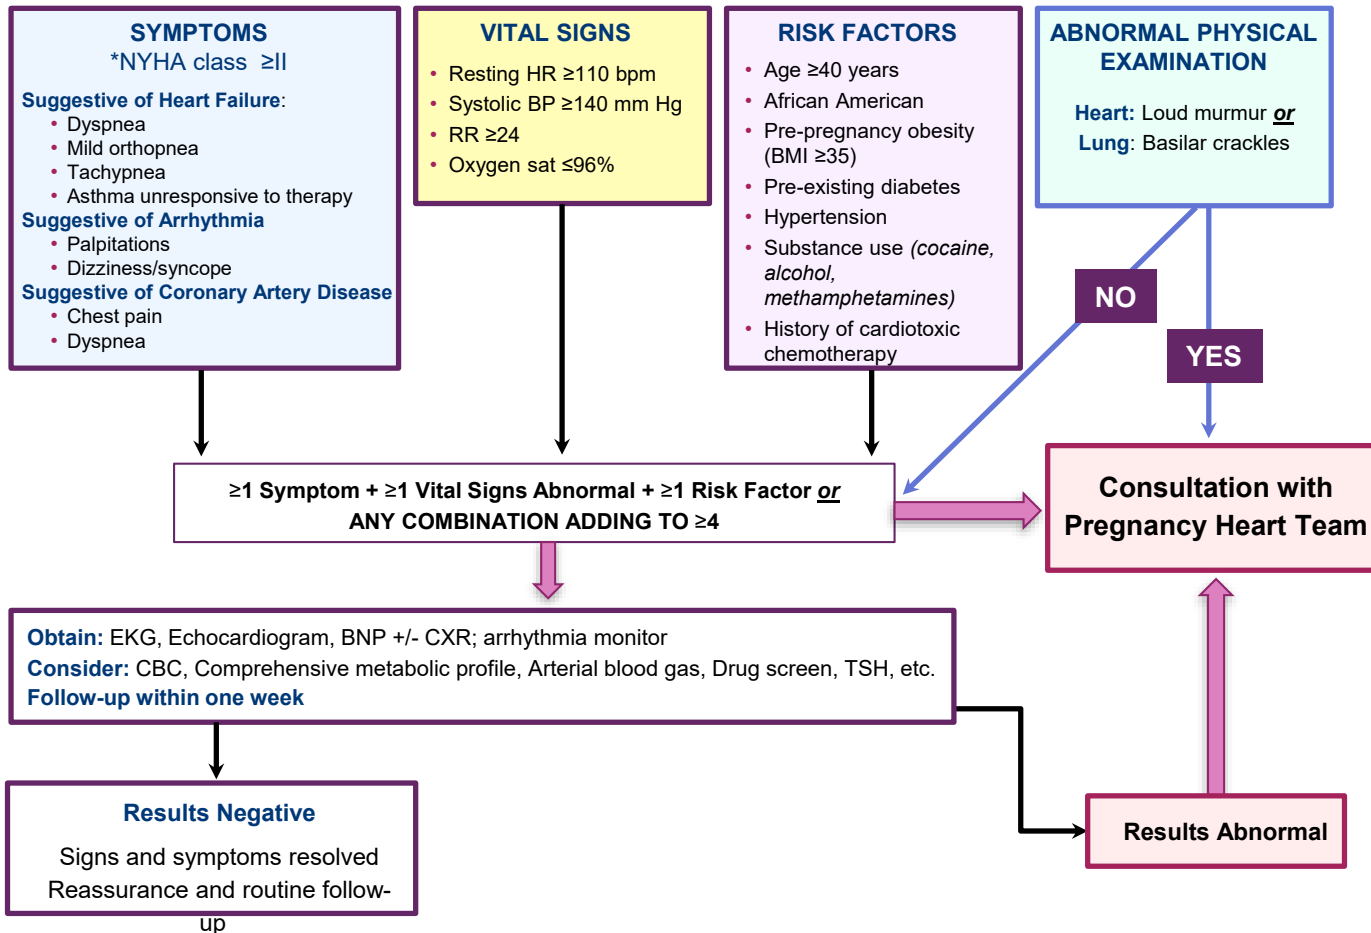 SYMPTOMS
*NYHA class ≥II
Suggestive of Heart Failure:
• Dyspnea
• Mild orthopnea
• Tachypnea
• Asthma unresponsive to therapy
Suggestive of Arrhythmia
• Palpitations
• Dizziness/syncope
Suggestive of Coronary Artery Disease
• Chest pain
• Dyspnea
VITAL SIGNS
• Resting HR ≥110 bpm
• Systolic BP ≥140 mm Hg
• RR ≥24
• Oxygen sat ≤96%
RISK FACTORS
• Age ≥40 years
• African American
• Pre-pregnancy obesity
(BMI ≥35)
• Pre-existing diabetes
• Hypertension
• Substance use (cocaine,
alcohol,
methamphetamines)
• History of cardiotoxic
chemotherapy
ABNORMAL PHYSICAL
EXAMINATION
Heart: Loud murmur or
Lung: Basilar crackles
NO
YES
≥1 Symptom + ≥1 Vital Signs Abnormal + ≥1 Risk Factor or
ANY COMBINATION ADDING TO ≥4
Consultation with
Pregnancy Heart Team
Obtain: EKG, Echocardiogram, BNP +/- CXR; arrhythmia monitor
Consider: CBC, Comprehensive metabolic profile, Arterial blood gas, Drug screen, TSH, etc.
Follow-up within one week
Results Negative
Signs and symptoms resolved
Reassurance and routine follow-
up
Results Abnormal